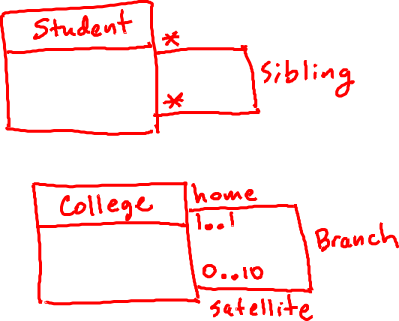 Student
*
Sibling
*
College
home
1..1
Branch
0..10
satellite